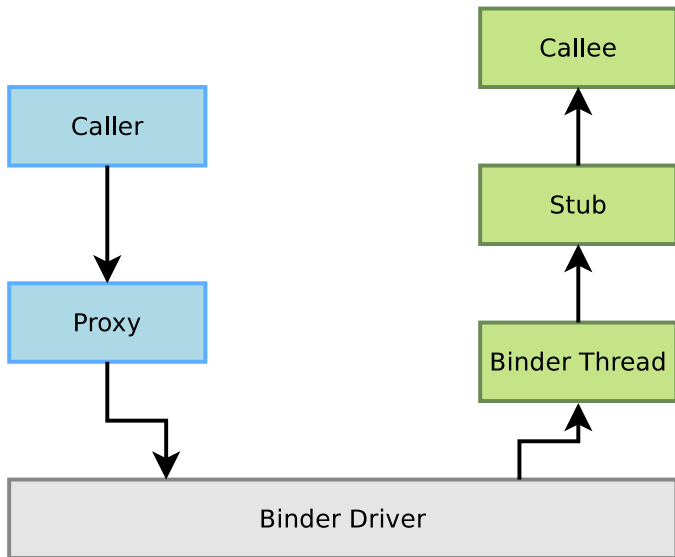 Callee
Caller
Stub
Proxy
Binder Thread
Binder Driver